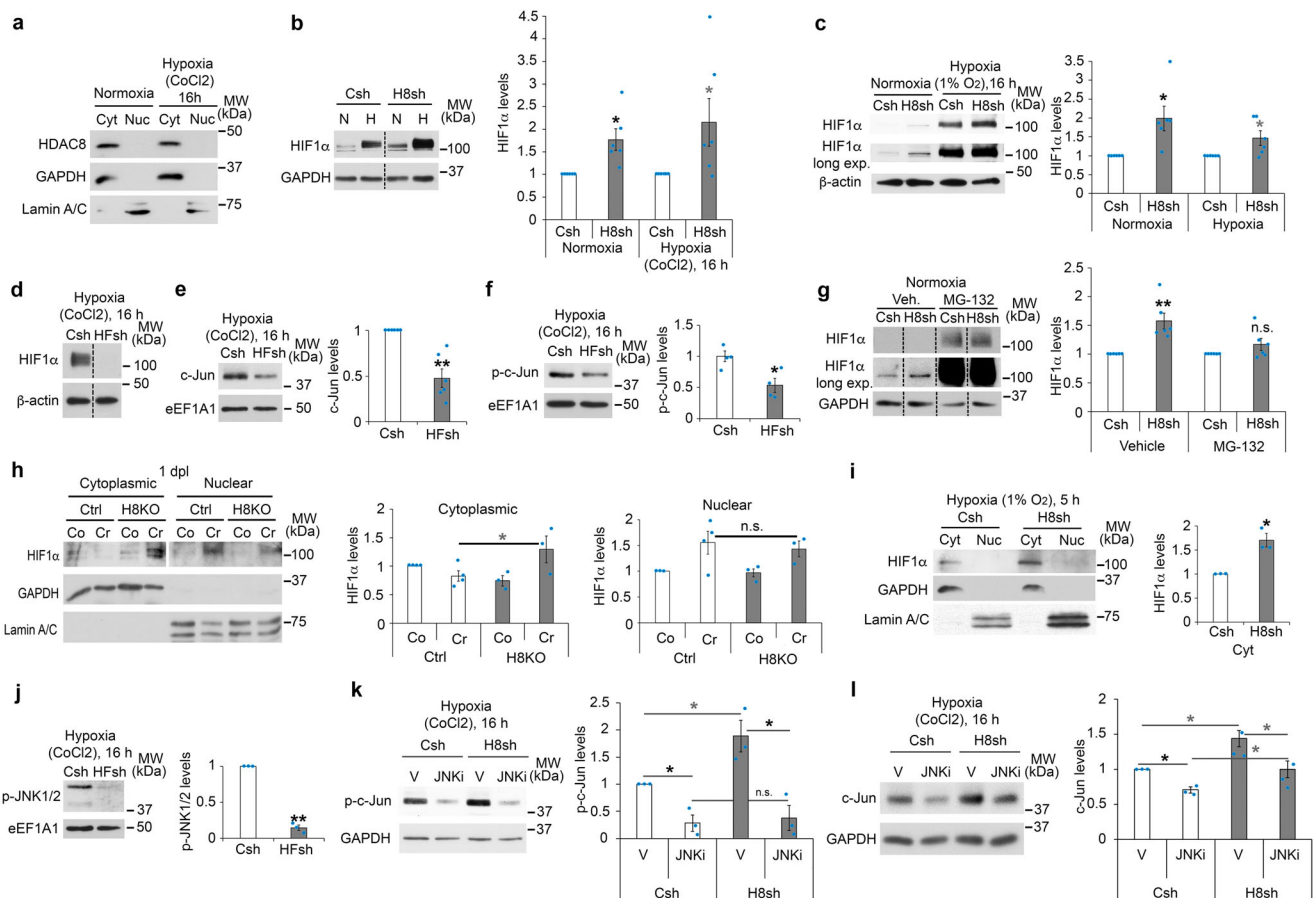 a
Hypoxia
(CoCl2)
16h
Normoxia
MW
(kDa)
Cyt Nuc Cyt Nuc
HDAC8
50
37
GAPDH
Lamin A/C
75
b
Csh H8sh
MW
(kDa)
N H N H
HIF1α
100
GAPDH
37
HIF1α levels
4.5
4
3.5
3
2.5
2
1.5
1
0.5
0
*
*
Csh H8sh Csh H8sh
Normoxia Hypoxia
(CoCl2), 16 h
c
Hypoxia
Normoxia (1% O2),16 h
MW
(kDa)
Csh H8sh Csh H8sh
HIF1α
100
HIF1α
long exp.
100
50
β-actin
HIF1α levels
3.5
3
2.5
2
1.5
1
0.5
0
*
*
Csh H8sh Csh H8sh
Normoxia Hypoxia
d
Hypoxia
(CoCl2), 16 h
MW
(kDa)
Csh HFsh
HIF1α
100
50
β-actin
e
Hypoxia
(CoCl2), 16 h
MW
(kDa)
Csh HFsh
c-Jun
37
eEF1A1
50
c-Jun levels
1
0.5
0
**
Csh HFsh
f
Hypoxia
(CoCl2), 16 h
MW
(kDa)
Csh HFsh
p-c-Jun
37
eEF1A1
50
p-c-Jun levels
1.5
1
0.5
0
*
Csh HFsh
g
Normoxia
Veh. MG-132
MW
(kDa)
Csh H8sh Csh H8sh
HIF1α
100
HIF1α
long exp.
100
37
GAPDH
HIF1α levels
2.5
2
1.5
1
0.5
0
**
n.s.
Csh H8sh Csh H8sh
Vehicle MG-132
h
1 dpl
Cytoplasmic Nuclear
Ctrl H8KO Ctrl H8KO
MW
(kDa)
Co Cr Co Cr Co Cr Co Cr
HIF1α
100
GAPDH
37
Lamin A/C
75
Cytoplasmic
HIF1α levels
2
1.5
1
0.5
0
*
Co Cr Co Cr
Ctrl H8KO
Nuclear
HIF1α levels
2
1.5
1
0.5
0
n.s.
Co Cr Co Cr
Ctrl H8KO
i
Hypoxia (1% O2), 5 h
Csh H8sh
MW
(kDa)
Cyt Nuc Cyt Nuc
HIF1α
100
37
GAPDH
Lamin A/C
75
HIF1α levels
2
1.5
1
0.5
0
*
Csh H8sh
Cyt
j
Hypoxia
(CoCl2), 16 h
MW
(kDa)
Csh HFsh
p-JNK1/2
37
eEF1A1
50
p-JNK1/2 levels
1
0.5
0
**
Csh HFsh
k
Hypoxia
(CoCl2), 16 h
Csh H8sh
MW
(kDa)
V JNKi V JNKi
p-c-Jun
37
37
GAPDH
p-c-Jun levels
2.5
2
1.5
1
0.5
0
*
*
*
n.s.
V JNKi V JNKi
Csh H8sh
l
Hypoxia
(CoCl2), 16 h
Csh H8sh
MW
(kDa)
V JNKi V JNKi
c-Jun
37
37
GAPDH
c-Jun levels
2
1.5
1
0.5
0
*
*
*
*
V JNKi V JNKi
Csh H8sh